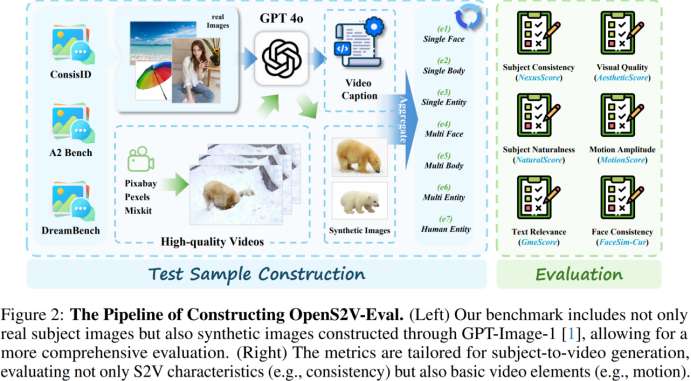 ConsisID
A2 Bench
DreamBench
real
Images
GPT 4o
Video
Caption
Pixabay
Pexels
Mixkit
High-quality Videos
Synthetic Images
Aggregate
(e1)
Single Face
(e2)
Single Body
(e3)
Single Entity
(e4)
Multi Face
(e5)
Multi Body
(e6)
Multi Entity
(e7)
Human Entity
Test Sample Construction
Subject Consistency
(NexusScore)
Visual Quality
(AestheticScore)
Subject Naturalness
(NaturalScore)
Motion Amplitude
(MotionScore)
Text Relevance
(GmeScore)
Face Consistency
(FaceSim-Cur)
Evaluation
Figure 2: The Pipeline of Constructing OpenS2V-Eval. (Left) Our benchmark includes not only
real subject images but also synthetic images constructed through GPT-Image-1 [1], allowing for a
more comprehensive evaluation. (Right) The metrics are tailored for subject-to-video generation,
evaluating not only S2V characteristics (e.g., consistency) but also basic video elements (e.g., motion).